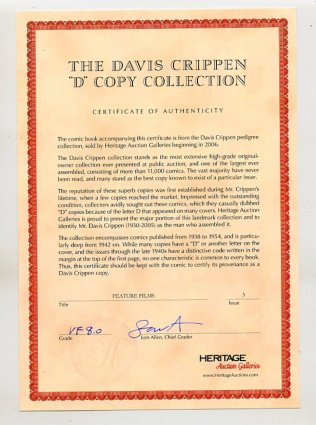 THE DAVIS CRIPPEN
"D" COPY COLLECTION
CERTIFICATE OF AUTHENTICITY
The comic book accompanying this certificate is from the Davis Crippen pedigree
collection, sold by Heritage Auction Galleries beginning in 2006.
The Davis Crippen collection stands as the most extensive high-grade original-
owner collection ever presented at public auction, and one of the largest ever
assembled, consisting of more than 11,000 comics. The vast majority have never
been read, and many stand as the best copy known to exist of a particular issue.
The reputation of these superb copies was first established during Mr. Crippen's
lifetime, when a few copies reached the market. Impressed with the outstanding
condition, collectors avidly sought out these comics, which they casually dubbed
"D" copies because of the letter D that appeared on many covers. Heritage Auction
Galleries is proud to present the major portion of this landmark collection and to
identify Mr. Davis Crippen (1930-2005) as the man who assembled it.
The collection encompasses comics published from 1938 to 1954, and is particu-
larly deep from 1942 on. While many copies have a "D" or another letter on the
cover, and the issues through the late 1940s have a distinctive code written in the
margin at the top of the first page, no one characteristic is common to every book.
Thus, this certificate should be kept with the comic to certify its provenance as a
Davis Crippen copy.
FEATURE FILMS 3
Title Issue
VF 8.0
Grade Lon Allen, Chief Grader
HERITAGE
Auction Galleries
www.HeritageAuctions.com